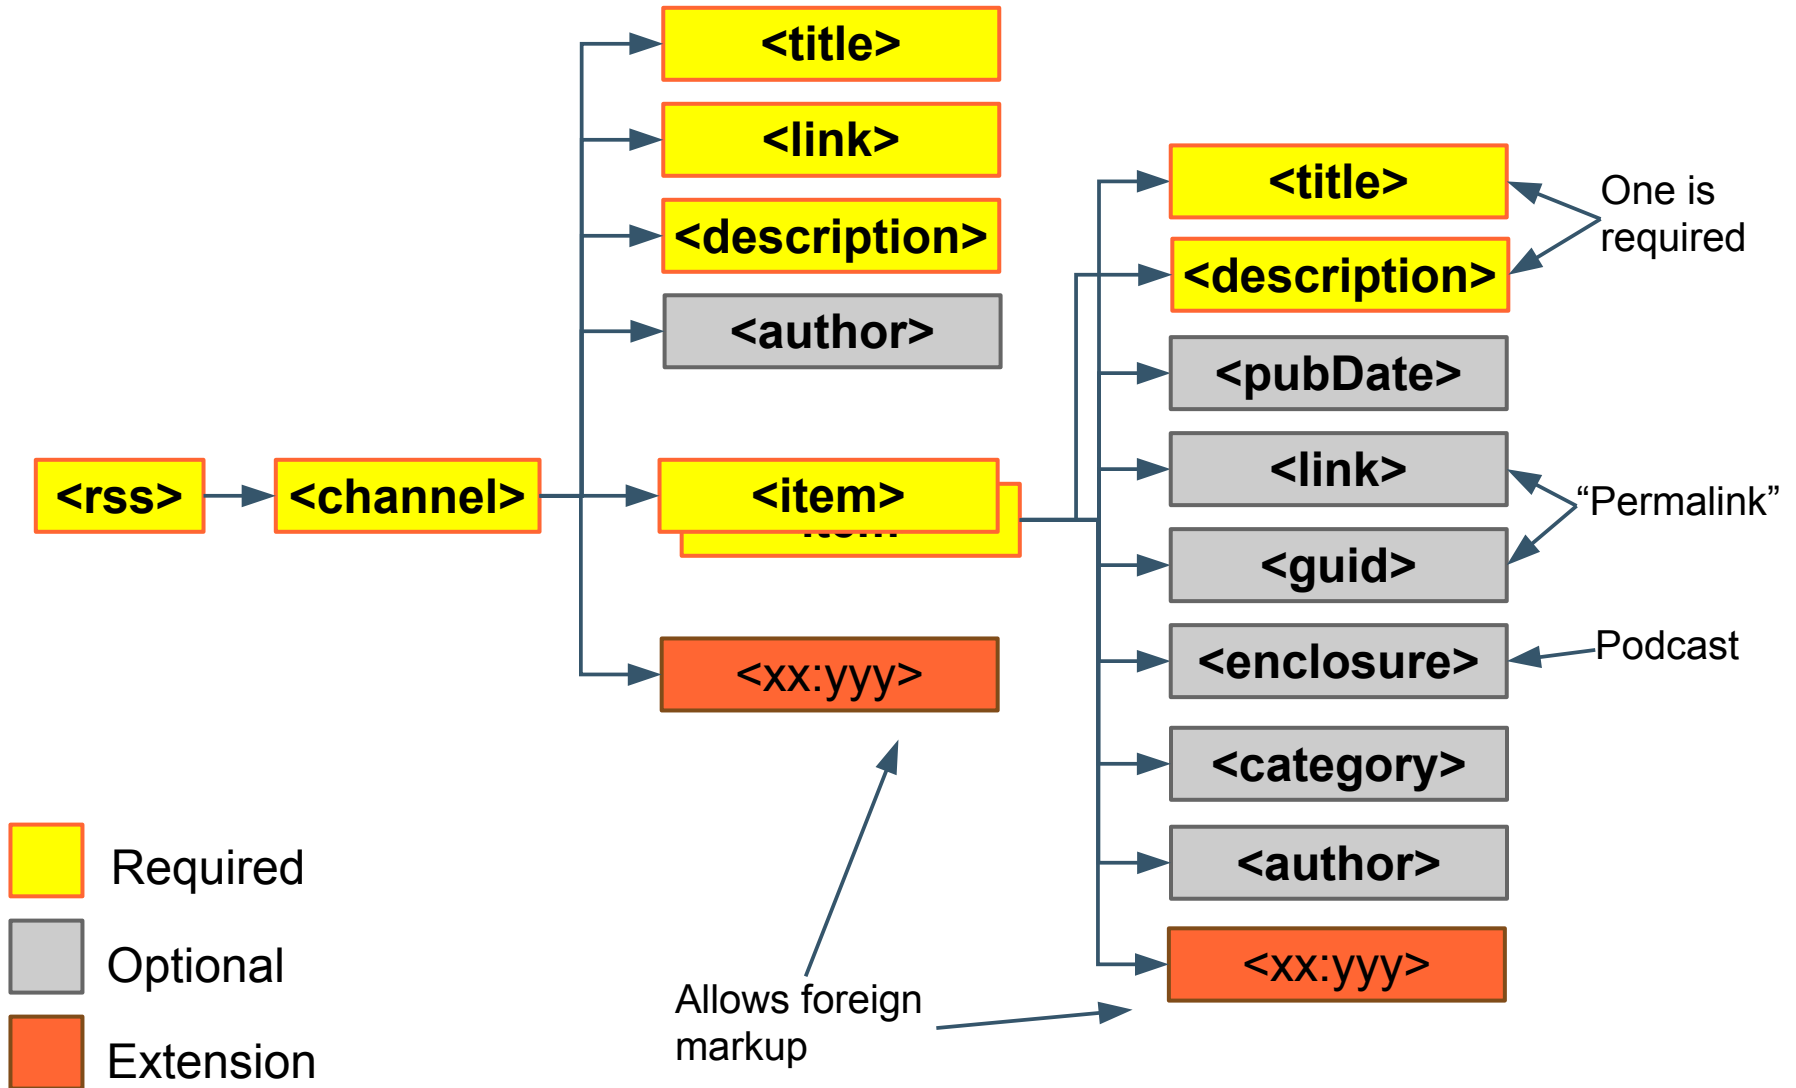 <rss>
<channel>
<title>
<link>
<description>
<author>
<item>
item
<xx:yyy>
<title>
<description>
<pubDate>
<link>
<guid>
<enclosure>
<category>
<author>
<xx:yyy>
One is
required
“Permalink”
Podcast
Allows foreign
markup
Required
Optional
Extension